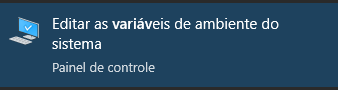 Editar as variáveis de ambiente do
sistema
Painel de controle